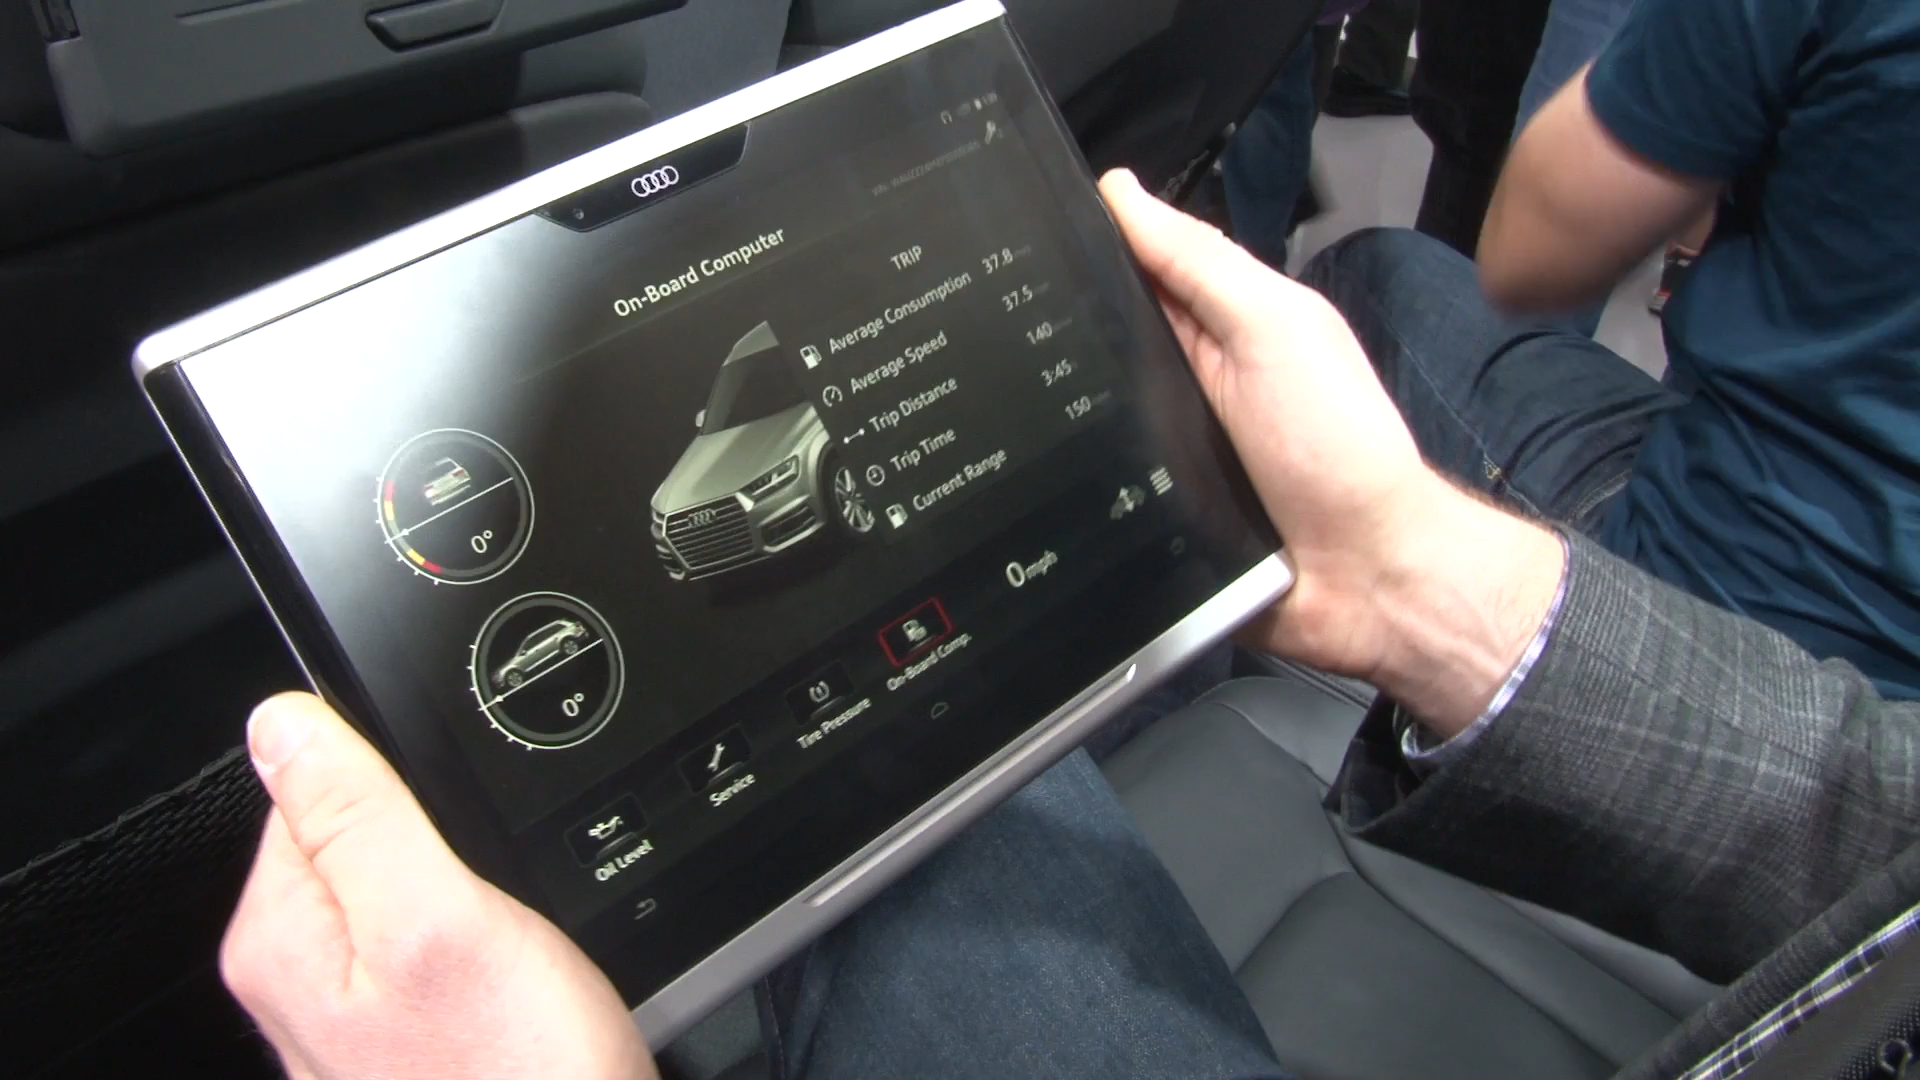 On-Board Computer
TRIP
Average Consumption 37.8
Average Speed 37.5
Trip Distance 140
Trip Time 3:45
Current Range 150
0°
0°
0 mph
Oil Level
Service
Tire Pressure
On-Board Comp.